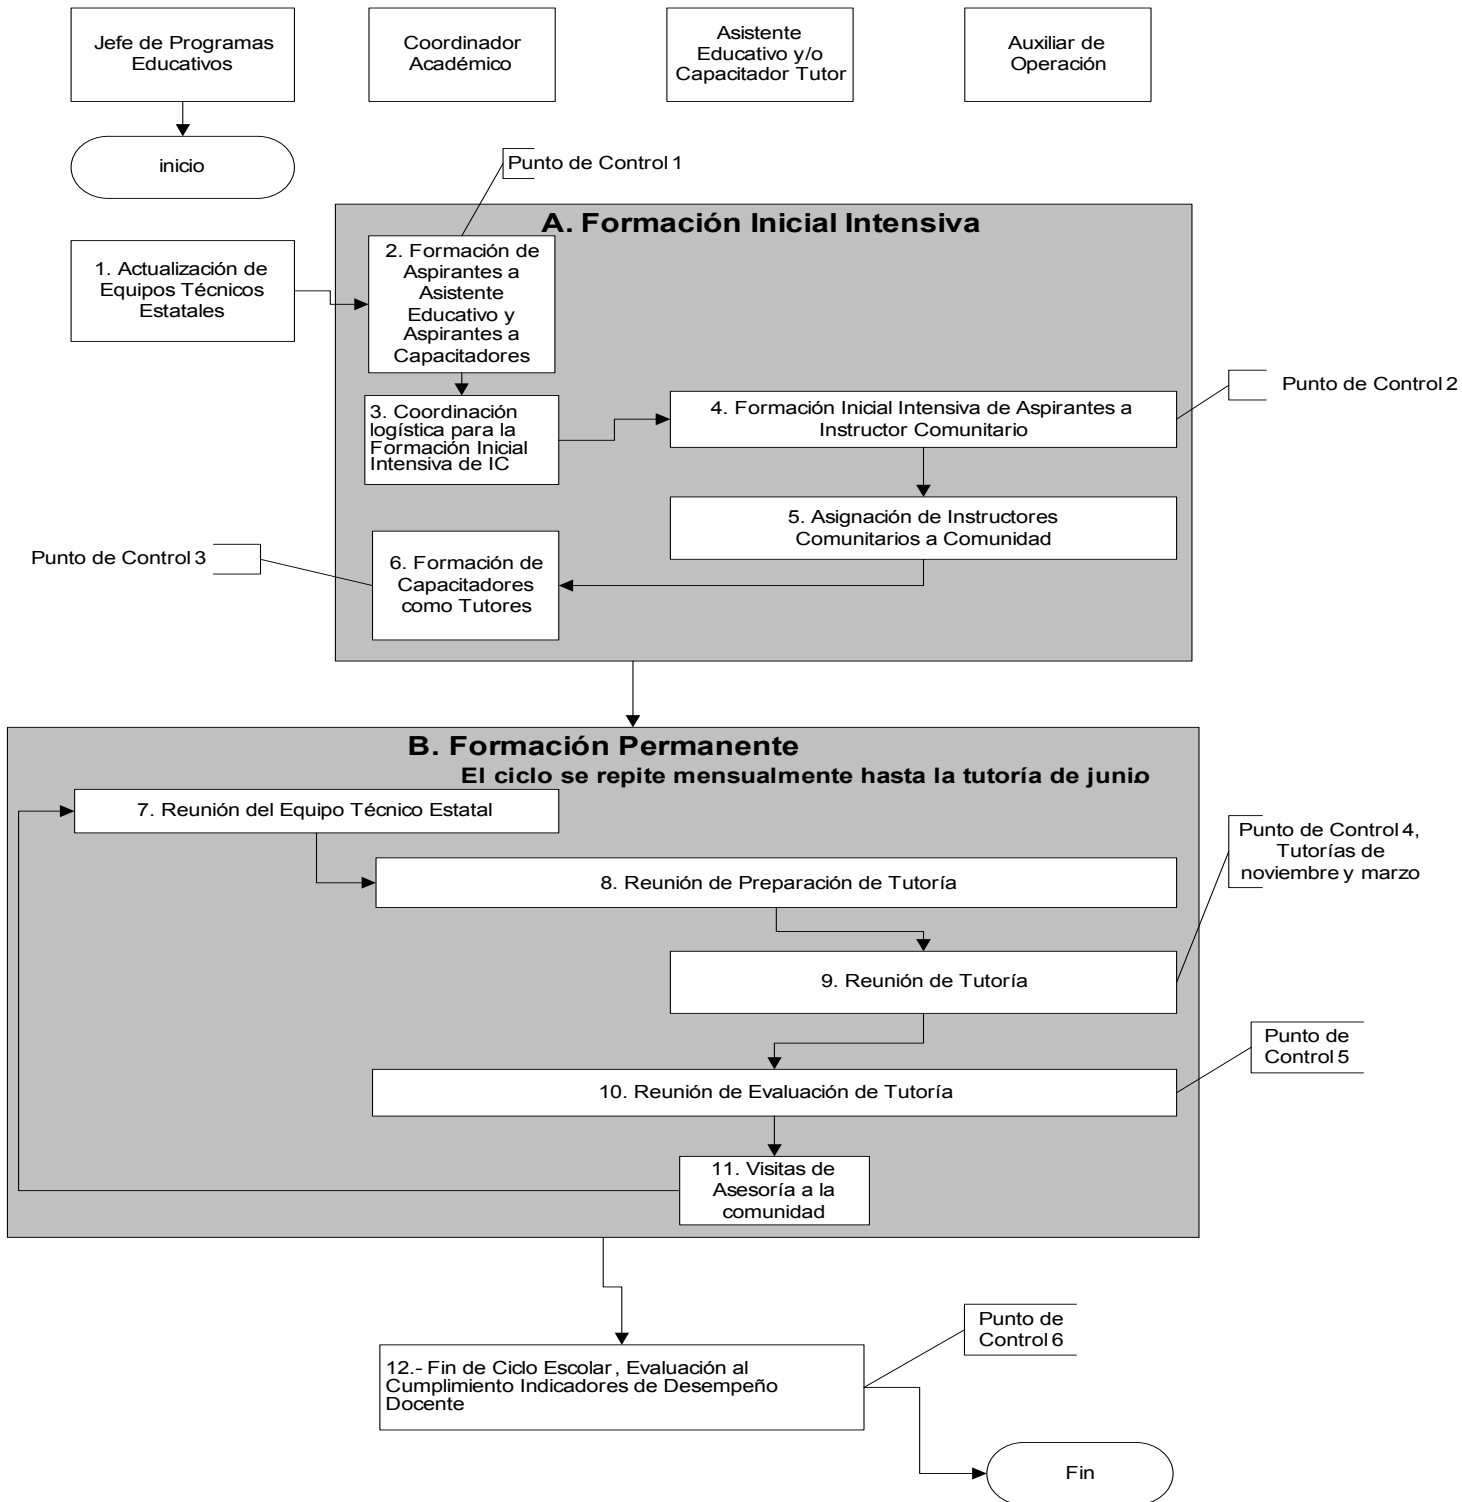 Jefe de Programas
Educativos
Coordinador
Académico
Asistente
Educativo y/o
Capacitador Tutor
Auxiliar de
Operación
inicio
Punto de Control 1
A. Formación Inicial Intensiva
1. Actualización de
Equipos Técnicos
Estatales
2. Formación de
Aspirantes a
Asistente
Educativo y
Aspirantes a
Capacitadores
Punto de Control 2
3. Coordinación
logística para la
Formación Inicial
Intensiva de IC
4. Formación Inicial Intensiva de Aspirantes a
Instructor Comunitario
5. Asignación de Instructores
Comunitarios a Comunidad
Punto de Control 3
6. Formación de
Capacitadores
como Tutores
B. Formación Permanente
El ciclo se repite mensualmente hasta la tutoría de junio.
7. Reunión del Equipo Técnico Estatal
Punto de Control 4,
Tutorías de
noviembre y marzo
8. Reunión de Preparación de Tutoría
9. Reunión de Tutoría
Punto de
Control 5
10. Reunión de Evaluación de Tutoría
11. Visitas de
Asesoría a la
comunidad
Punto de
Control 6
12.- Fin de Ciclo Escolar, Evaluación al
Cumplimiento Indicadores de Desempeño
Docente
Fin